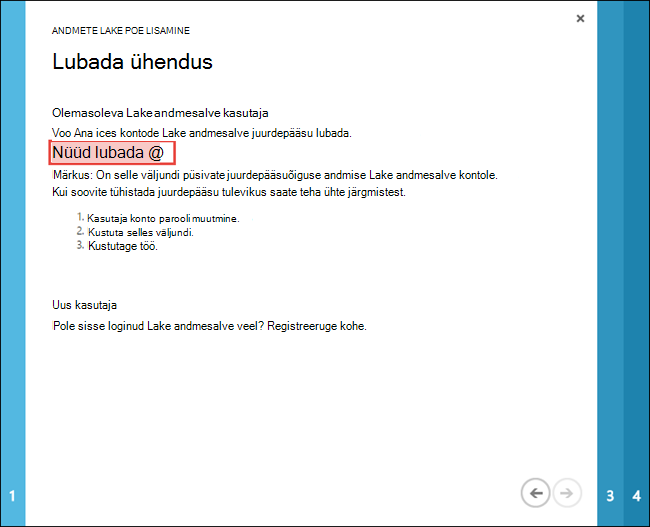 ANDMETE LAKE POE LISAMINE
Lubada ühendus
Olemasoleva Lake andmesalve kasutaja
Voo Ana ices kontode Lake andmesalve juurdepääsu lubada.
Nüüd lubada @
Märkus: On selle väljundi püsivate juurdepääsuõiguse andmise Lake andmesalve kontole.
Kui soovite tühistada juurdepääsu tulevikus saate teha ühte järgmistest.
1. Kasutaja konto parooli muutmine.
2. Kustuta selles väljundi.
3. Kustutage töö.
Uus kasutaja
Pole sisse loginud Lake andmesalve veel? Registreeruge kohe.
1
3
4